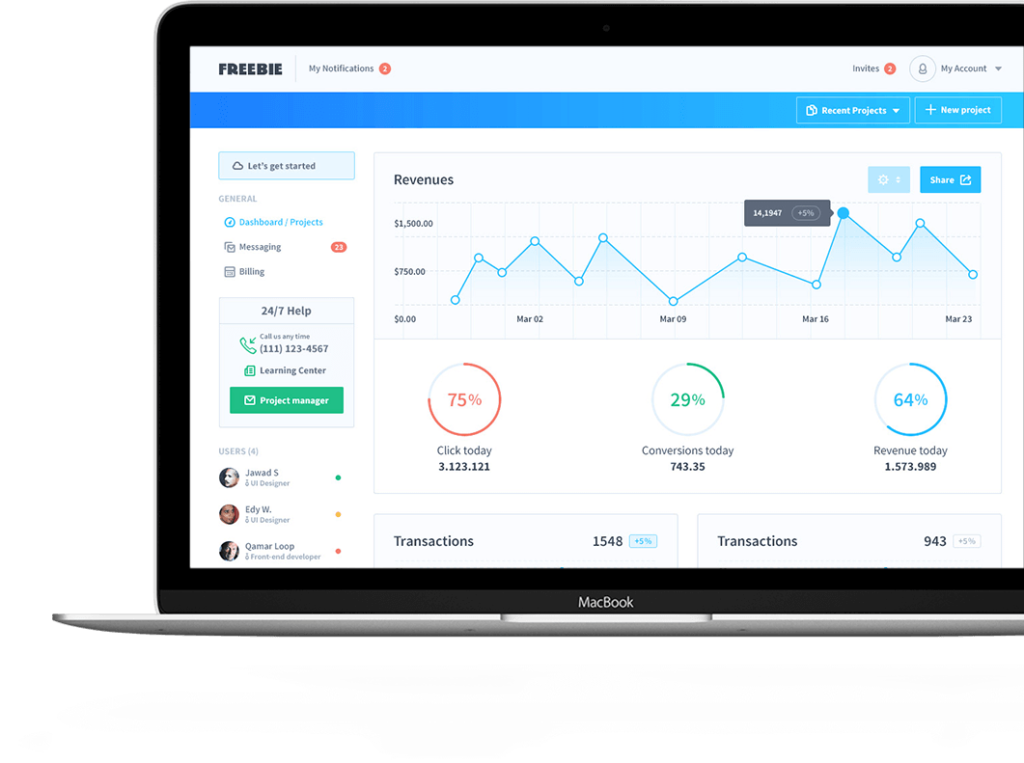 FREEBIE
My Notifications 2
Invites 2
My Account
Recent Projects
New project
Let's get started
GENERAL
Dashboard / Projects
Messaging 23
Billing
24/7 Help
Call us any time
(111) 123-4567
Learning Center
Project manager
USERS (4)
Jawad S
UI Designer
Edy W.
UI Designer
Qamar Loop
Front-end developer
Revenues
Share
14,1947 +5%
$1,500.00
$750.00
$0.00
Mar 02
Mar 09
Mar 16
Mar 23
75%
Click today
3.123.121
29%
Conversions today
743.35
64%
Revenue today
1.573.989
Transactions 1548 +5%
Transactions 943 +5%
MacBook